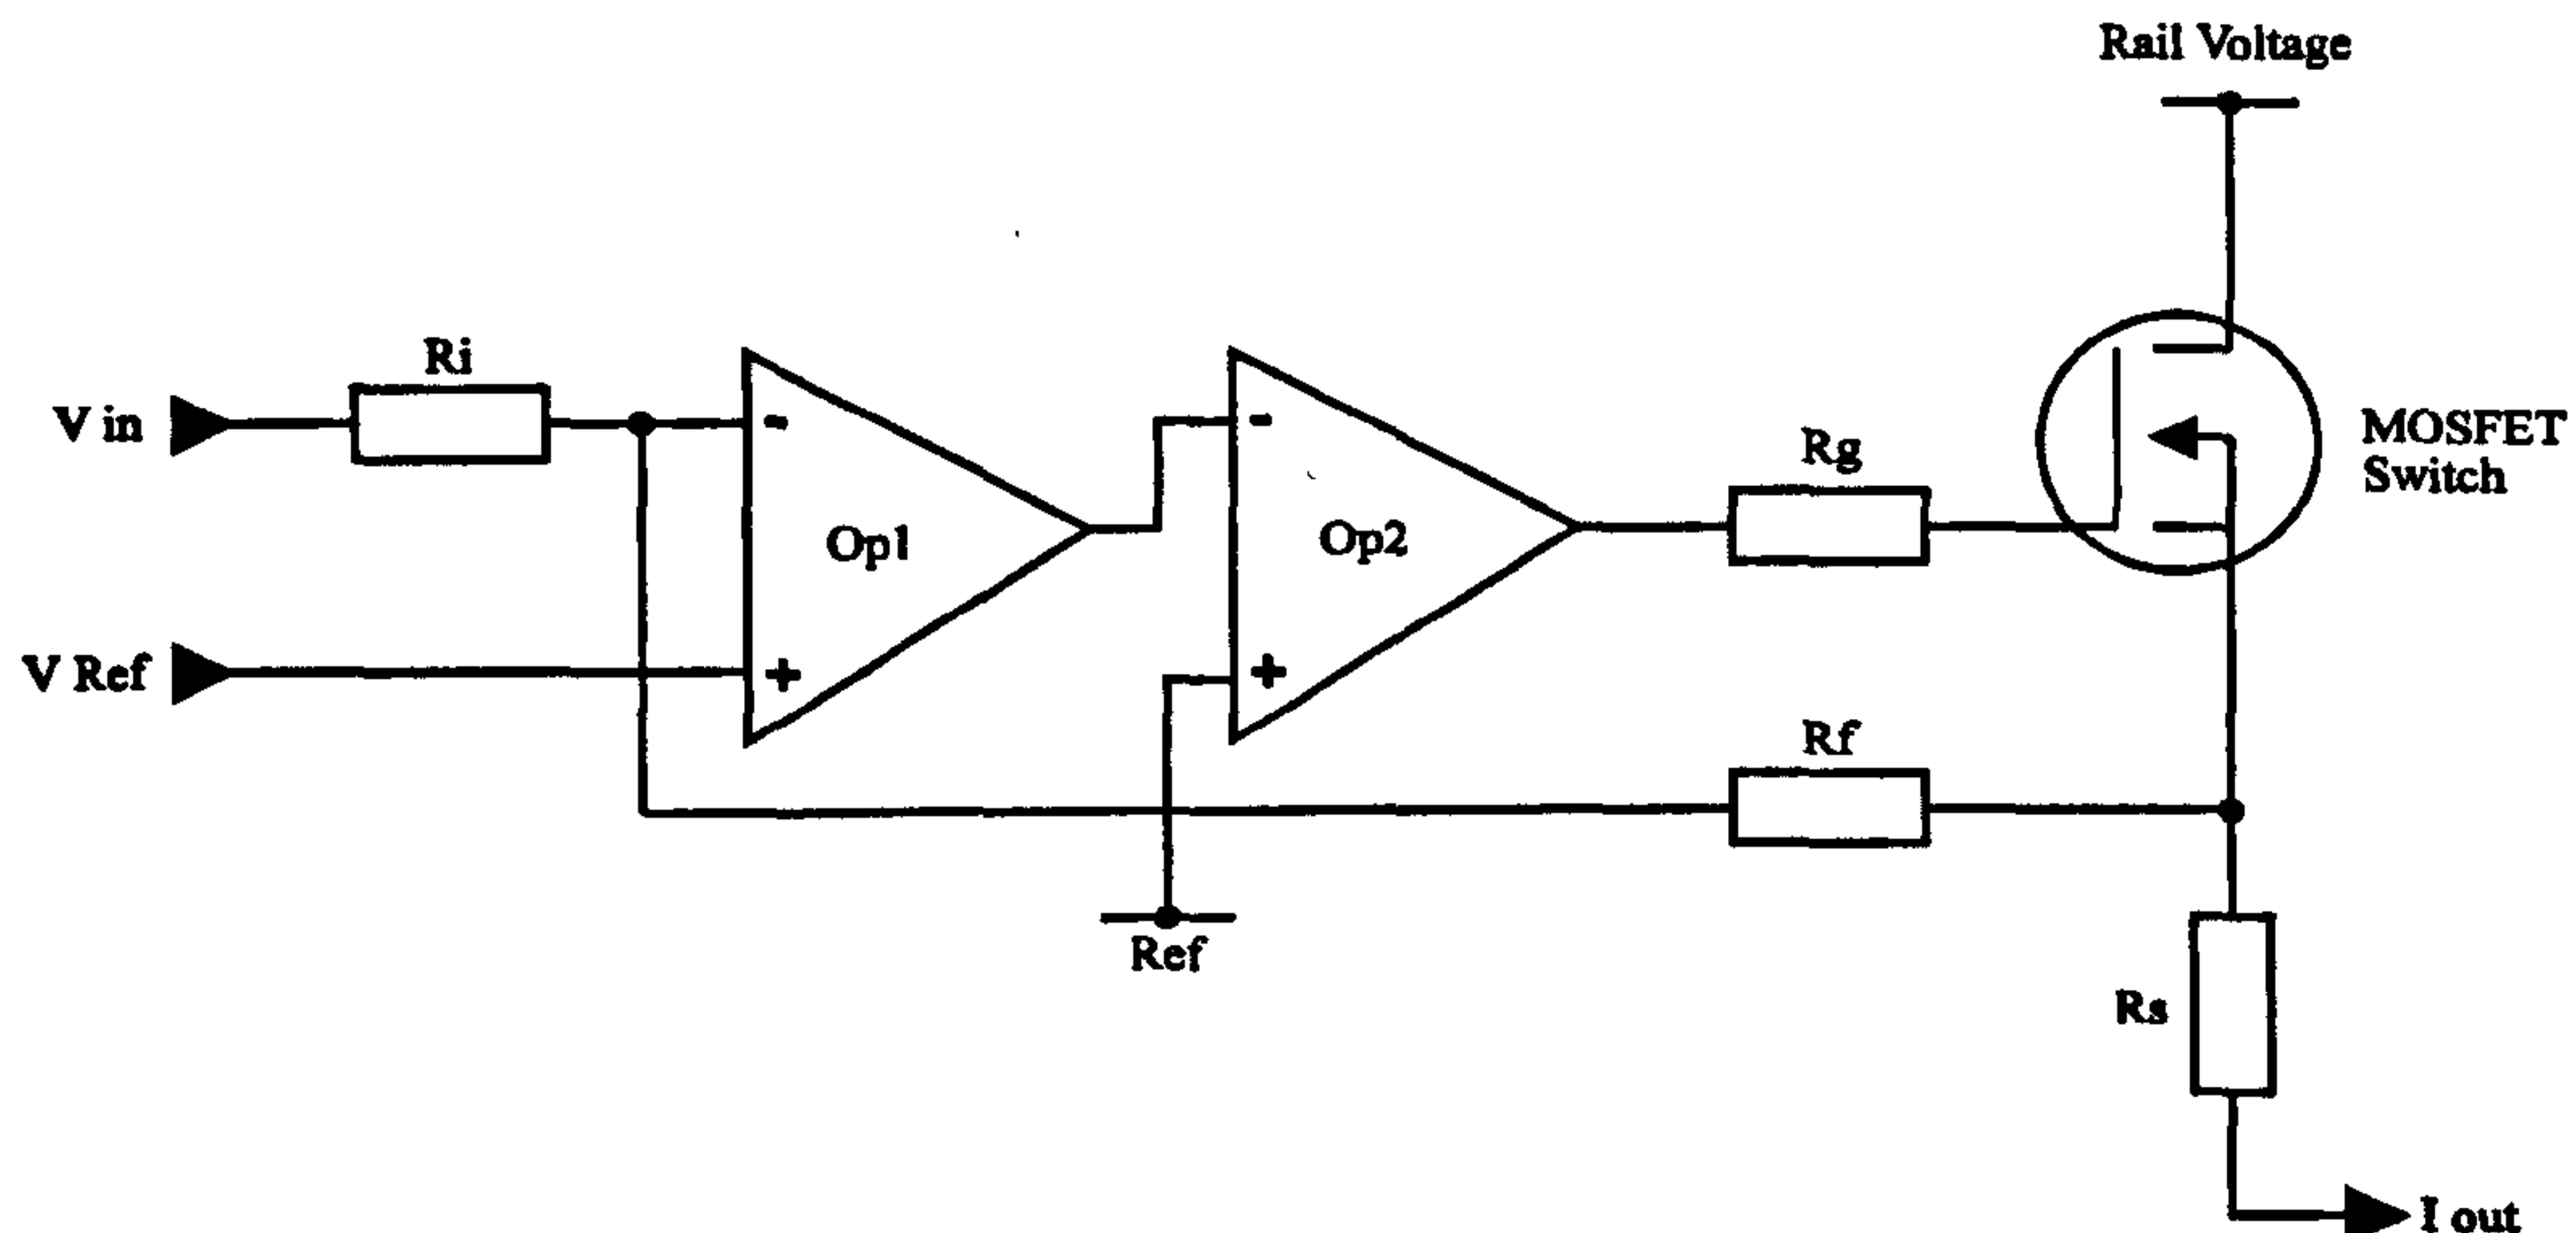 Rail Voltage
Ri
V in
-
-
Rg
MOSFET
Switch
Op1
Op2
V Ref
+
+
Rf
Ref
Rs
I out